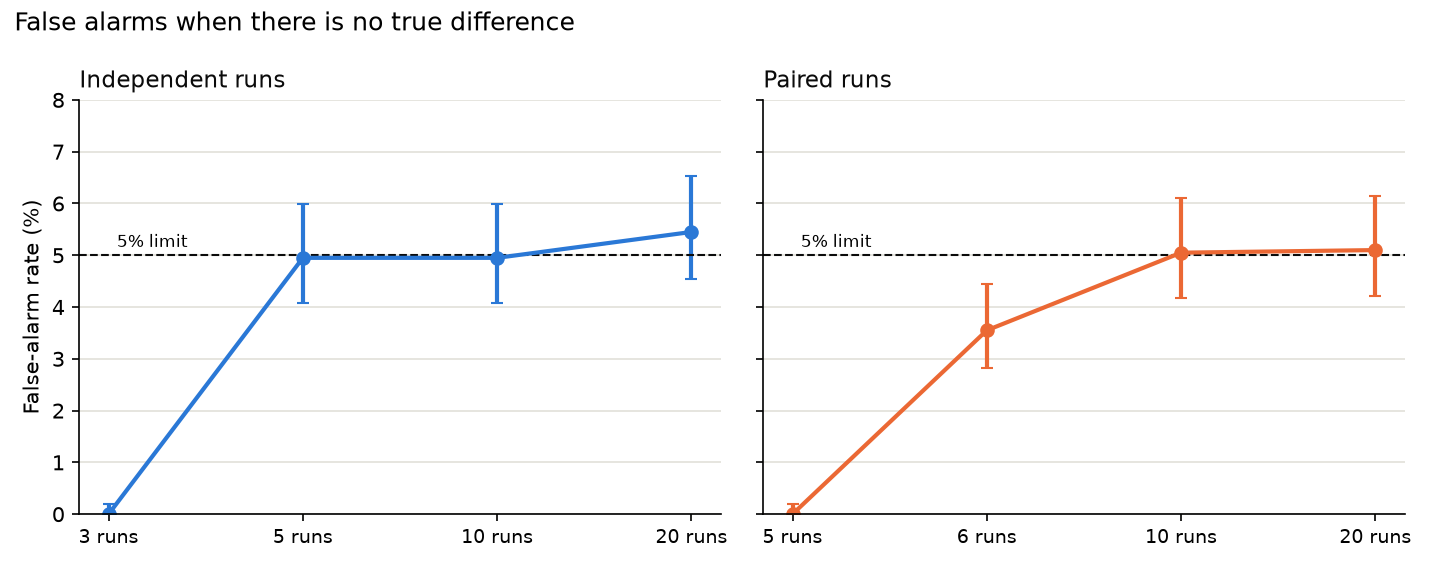 False alarms when there is no true difference
Independent runs
8
7
6
5
4
3
2
1
0
False-alarm rate (%)
5% limit
3 runs
5 runs
10 runs
20 runs
Paired runs
5% limit
5 runs
6 runs
10 runs
20 runs